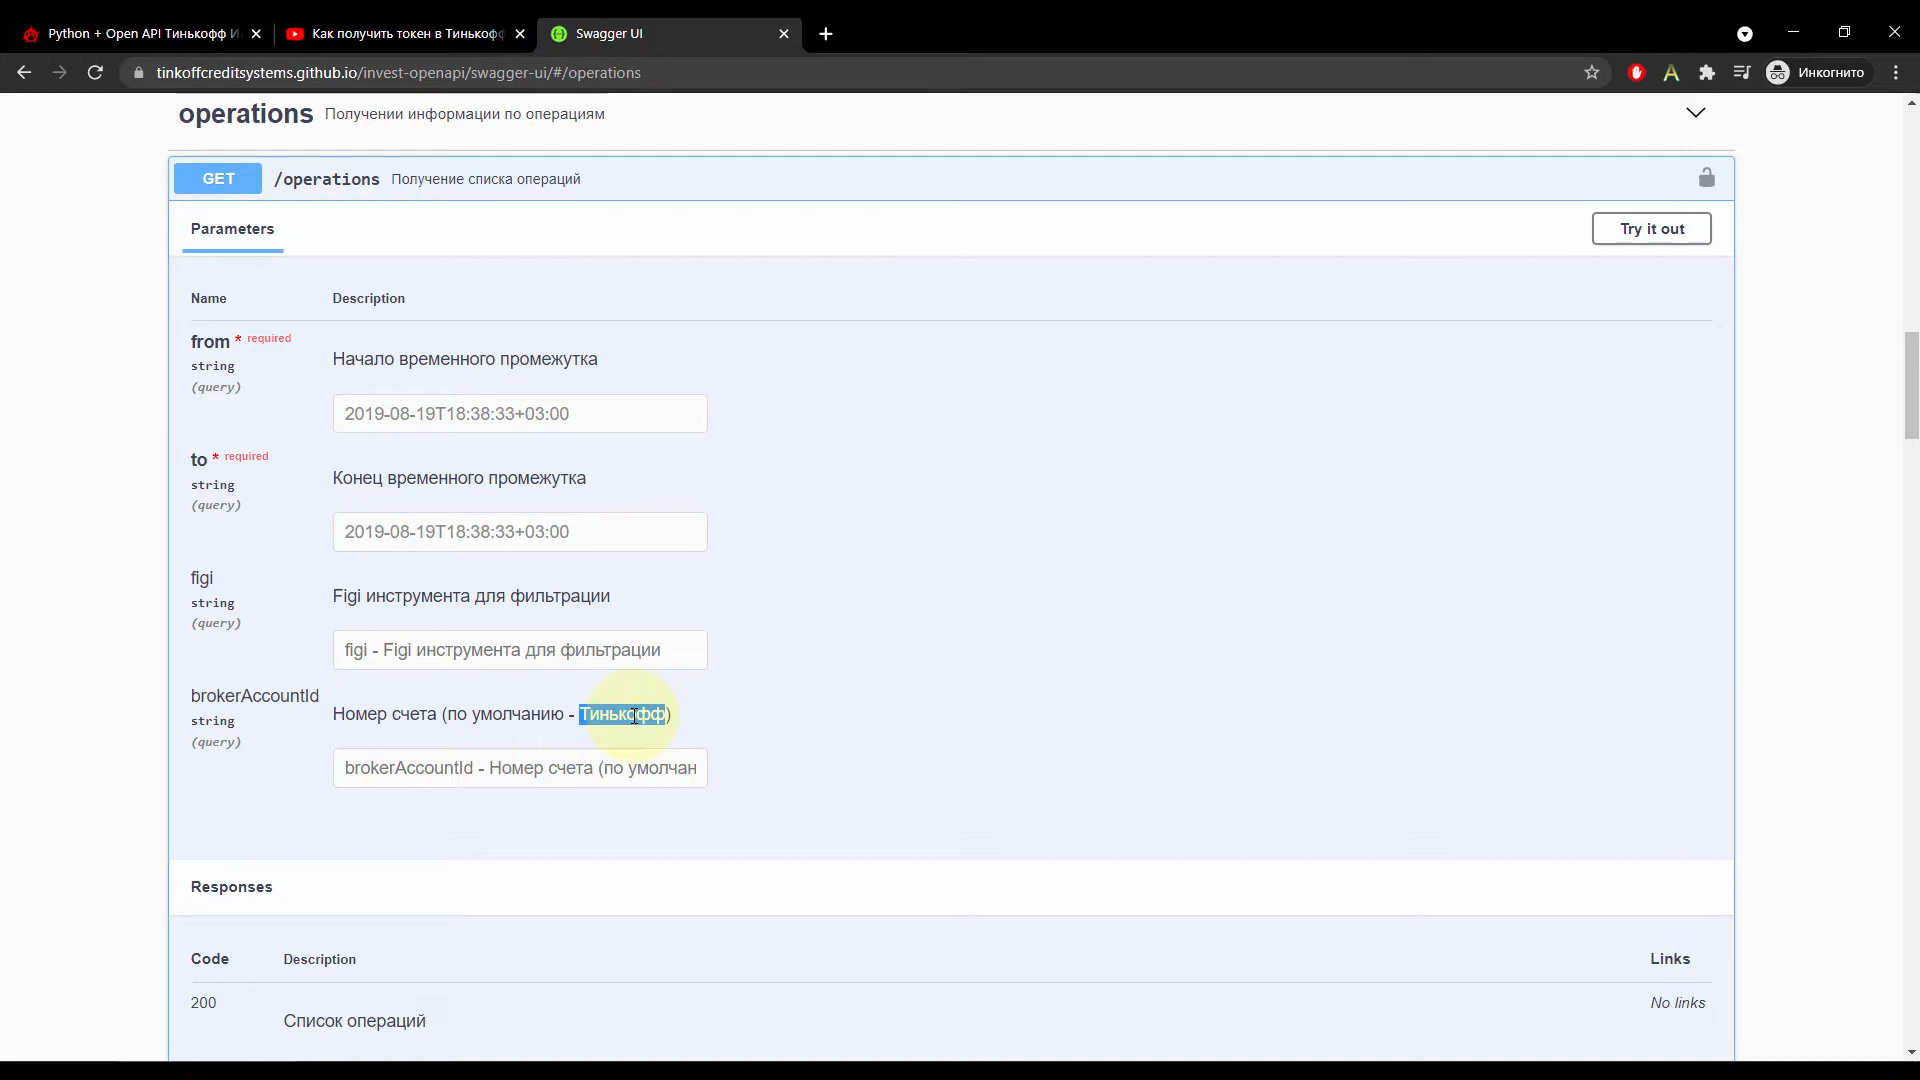 Python + Open API Тинькофф И
Как получить токен в Тинькофф
Swagger UI
tinkoffcreditsystems.github.io/invest-openapi/swagger-ui/#/operations
Инкогнито
operations Получении информации по операциям
GET /operations Получение списка операций
Parameters
Try it out
Name Description
from * required
string
(query)
Начало временного промежутка
2019-08-19T18:38:33+03:00
to * required
string
(query)
Конец временного промежутка
2019-08-19T18:38:33+03:00
figi
string
(query)
Figi инструмента для фильтрации
figi - Figi инструмента для фильтрации
brokerAccountId
string
(query)
Номер счета (по умолчанию - Тинькофф)
brokerAccountId - Номер счета (по умолчан
Responses
Code Description Links
200
Список операций
No links